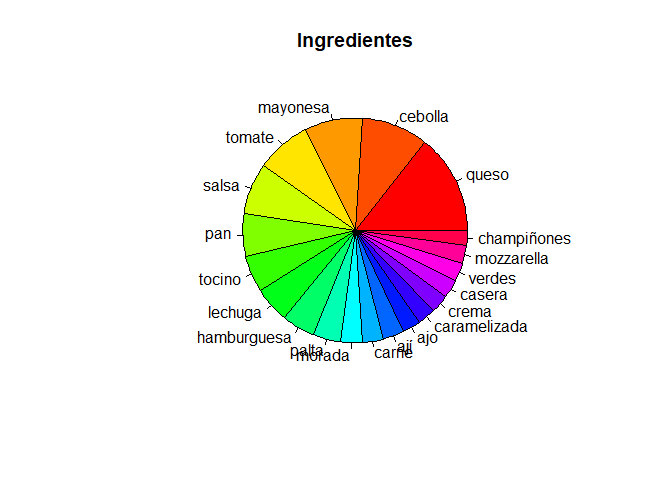 Ingredientes
mayonesa
cebolla
tomate
queso
salsa
pan
champiñones
mozzarella
tocino
verdes
casera
lechuga
crema
caramelizada
hamburguesa
ajo
palta
ají
morada
carne